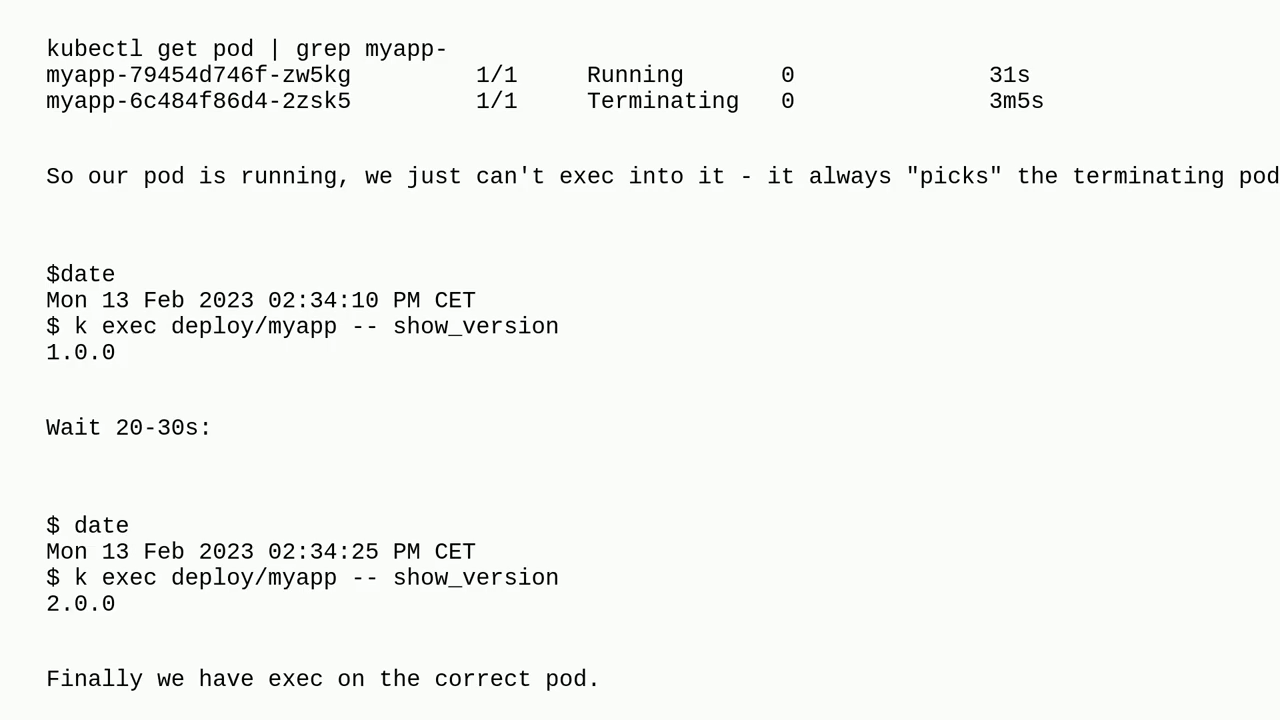 kubectl get pod | grep myapp-
myapp-79454d746f-zw5kg         1/1     Running       0              31s
myapp-6c484f86d4-2zsk5         1/1     Terminating   0              3m5s
So our pod is running, we just can't exec into it - it always "picks" the terminating pod
$date
Mon 13 Feb 2023 02:34:10 PM CET
$ k exec deploy/myapp -- show_version
1.0.0
Wait 20-30s:
$ date
Mon 13 Feb 2023 02:34:25 PM CET
$ k exec deploy/myapp -- show_version
2.0.0
Finally we have exec on the correct pod.